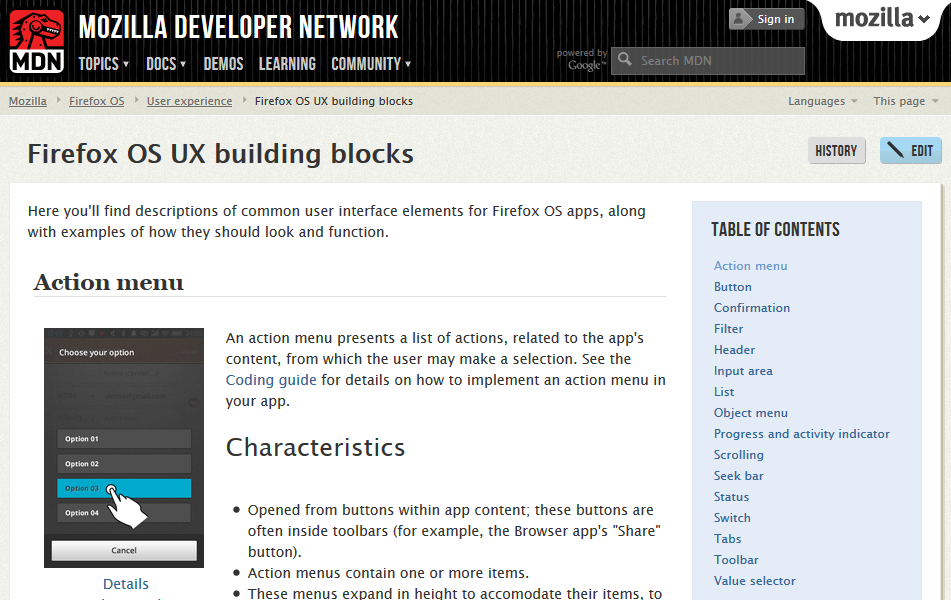 MOZILLA DEVELOPER NETWORK
MDN
Sign in
mozilla
TOPICS DOCS DEMOS LEARNING COMMUNITY
powered by
Google™
Search MDN
Mozilla Firefox OS User experience Firefox OS UX building blocks
Languages This page
Firefox OS UX building blocks
HISTORY EDIT
Here you'll find descriptions of common user interface elements for Firefox OS apps, along
with examples of how they should look and function.
Action menu
Choose your option
Option 01
Option 02
Option 03
Option 04
Cancel
Details
An action menu presents a list of actions, related to the app's
content, from which the user may make a selection. See the
Coding guide for details on how to implement an action menu in
your app.
Characteristics
• Opened from buttons within app content; these buttons are
often inside toolbars (for example, the Browser app's "Share"
button).
• Action menus contain one or more items.
• These menus expand in height to accomodate their items, to
TABLE OF CONTENTS
Action menu
Button
Confirmation
Filter
Header
Input area
List
Object menu
Progress and activity indicator
Scrolling
Seek bar
Status
Switch
Tabs
Toolbar
Value selector